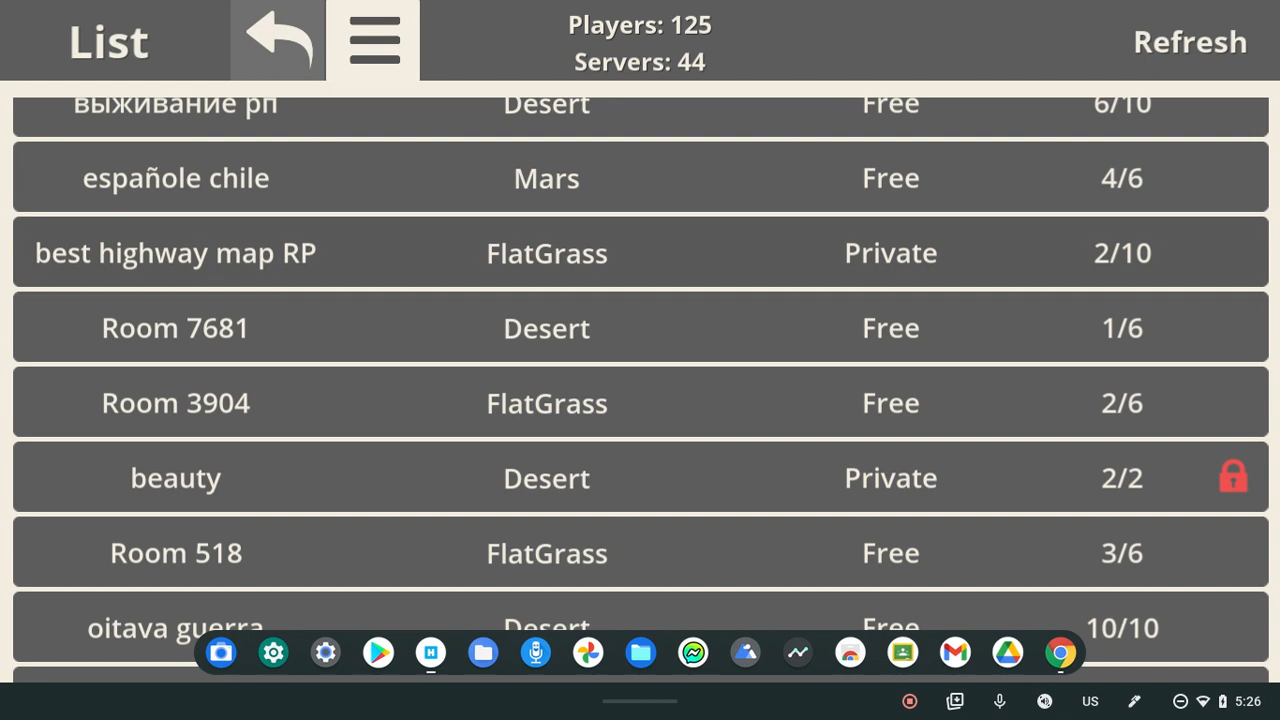 List
Players: 125
Servers: 44
Refresh
выживание рп Desert Free 6/10
españole chile Mars Free 4/6
best highway map RP FlatGrass Private 2/10
Room 7681 Desert Free 1/6
Room 3904 FlatGrass Free 2/6
beauty Desert Private 2/2
Room 518 FlatGrass Free 3/6
oitava guerra Desert Free 10/10
US 5:26